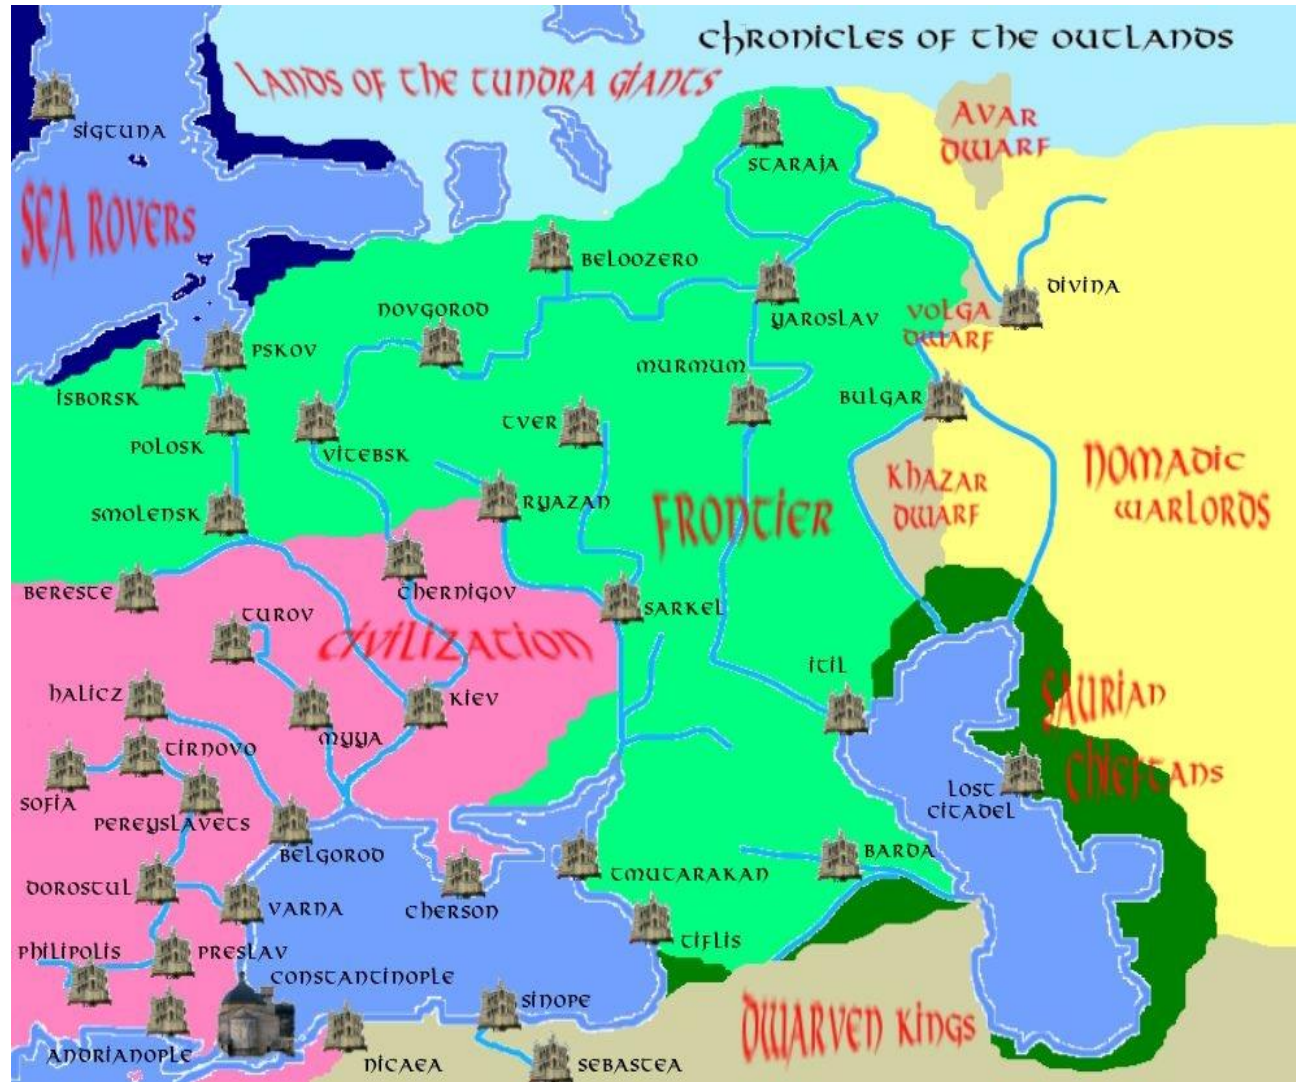 CHRONICLES OF THE OUTLANDS
LANDS OF THE TUNDRA GIANTS
SIGTUNA
AVAR
DWARF
STARAJA
SEA ROVERS
BELOOZERO
DIVINA
NOVGOROD
YAROSLAV
VOLGA
DWARF
PSKOV
MURMUM
ISBORSK
BULGAR
TVER
POLOSK
VITEBSK
NOMADIC
WARLORDS
KHAZAR
DWARF
RYAZAN
FRONTIER
SMOLENSK
BERESTE
CHERNIGOV
TUROV
SARKEL
CIVILIZATION
ITIL
HALICZ
KIEV
SAURIAN
CHIEFTANS
MYYA
TIRNOVO
SOFIA
LOST
CITADEL
PEREYSLAVETS
BELGOROD
BARDA
TMUTARAKAN
DOROSTUL
VARNA
CHERSON
TIFLIS
PHILIPOLIS
PRESLAV
CONSTANTINOPLE
SINOPE
DWARVEN KINGS
ANDRIANOPLE
NICAEA
SEBASTEA